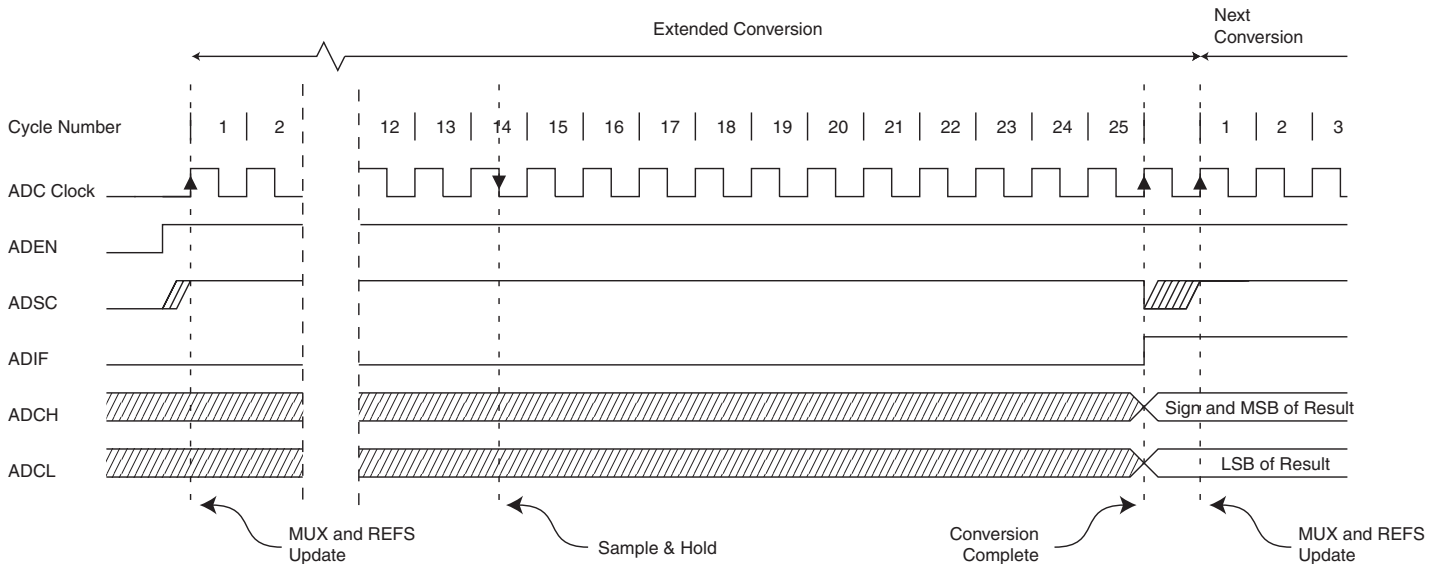 Extended Conversion
Next
Conversion
Cycle Number 1 2 12 13 14 15 16 17 18 19 20 21 22 23 24 25 1 2 3
ADC Clock
ADEN
ADSC
ADIF
ADCH Sign and MSB of Result
ADCL LSB of Result
MUX and REFS
Update
Sample & Hold
Conversion
Complete
MUX and REFS
Update